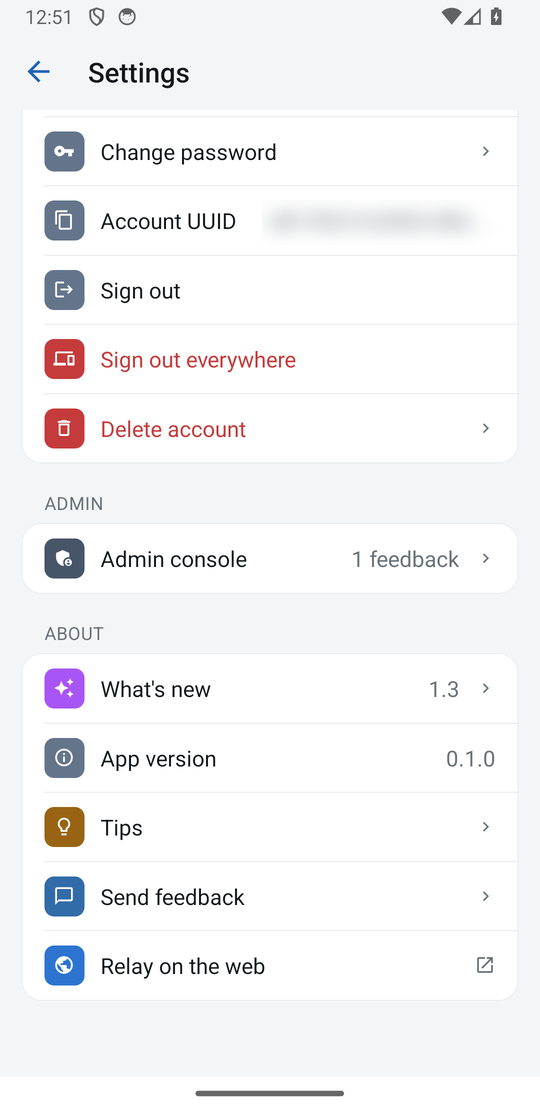 12:51
Settings
Change password
Account UUID
Sign out
Sign out everywhere
Delete account
ADMIN
Admin console 1 feedback
ABOUT
What's new 1.3
App version 0.1.0
Tips
Send feedback
Relay on the web